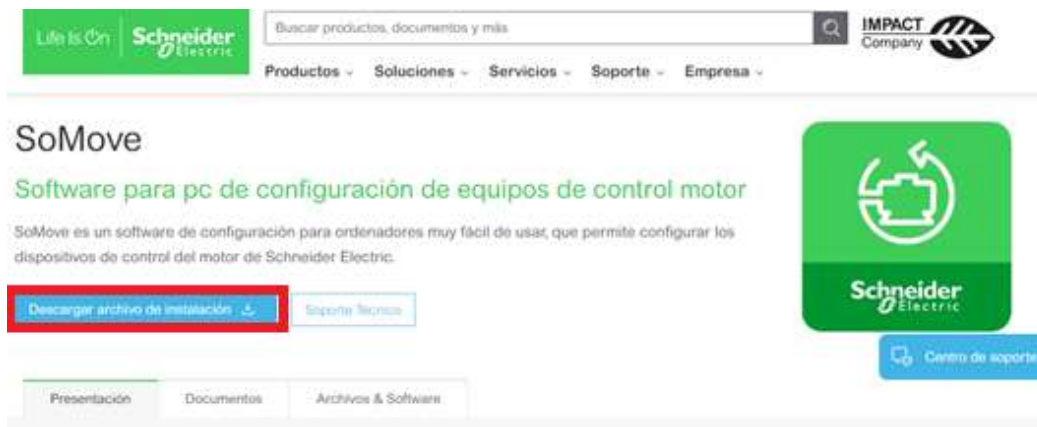 Life Is On
Schneider
Electric
Buscar productos, documentos y más
IMPACT
Company
Productos
Soluciones
Servicios
Soporte
Empresa
SoMove
Software para pc de configuración de equipos de control motor
SoMove es un software de configuración para ordenadores muy fácil de usar, que permite configurar los
dispositivos de control del motor de Schneider Electric.
Descargar archivo de instalación
Soporte Técnico
Schneider
Electric
Centro de soporte
Presentación
Documentos
Archivos & Software